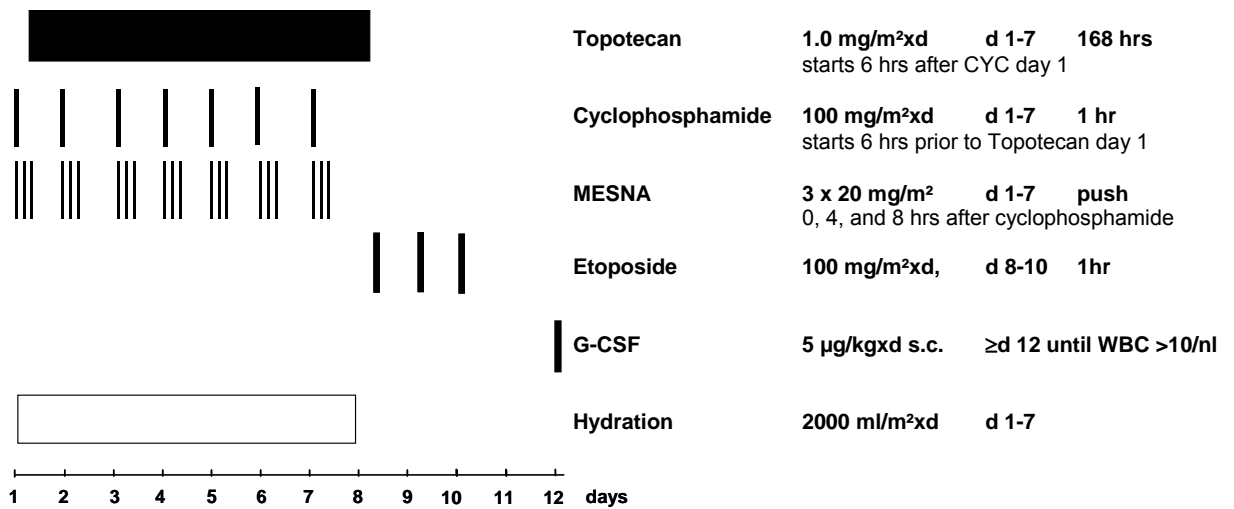 Topotecan 1.0 mg/m²xd d 1-7 168 hrs
starts 6 hrs after CYC day 1
Cyclophosphamide 100 mg/m²xd d 1-7 1 hr
starts 6 hrs prior to Topotecan day 1
MESNA 3 x 20 mg/m² d 1-7 push
0, 4, and 8 hrs after cyclophosphamide
Etoposide 100 mg/m²xd, d 8-10 1hr
G-CSF 5 µg/kgxd s.c. ≥d 12 until WBC >10/nl
Hydration 2000 ml/m²xd d 1-7
1 2 3 4 5 6 7 8 9 10 11 12 days